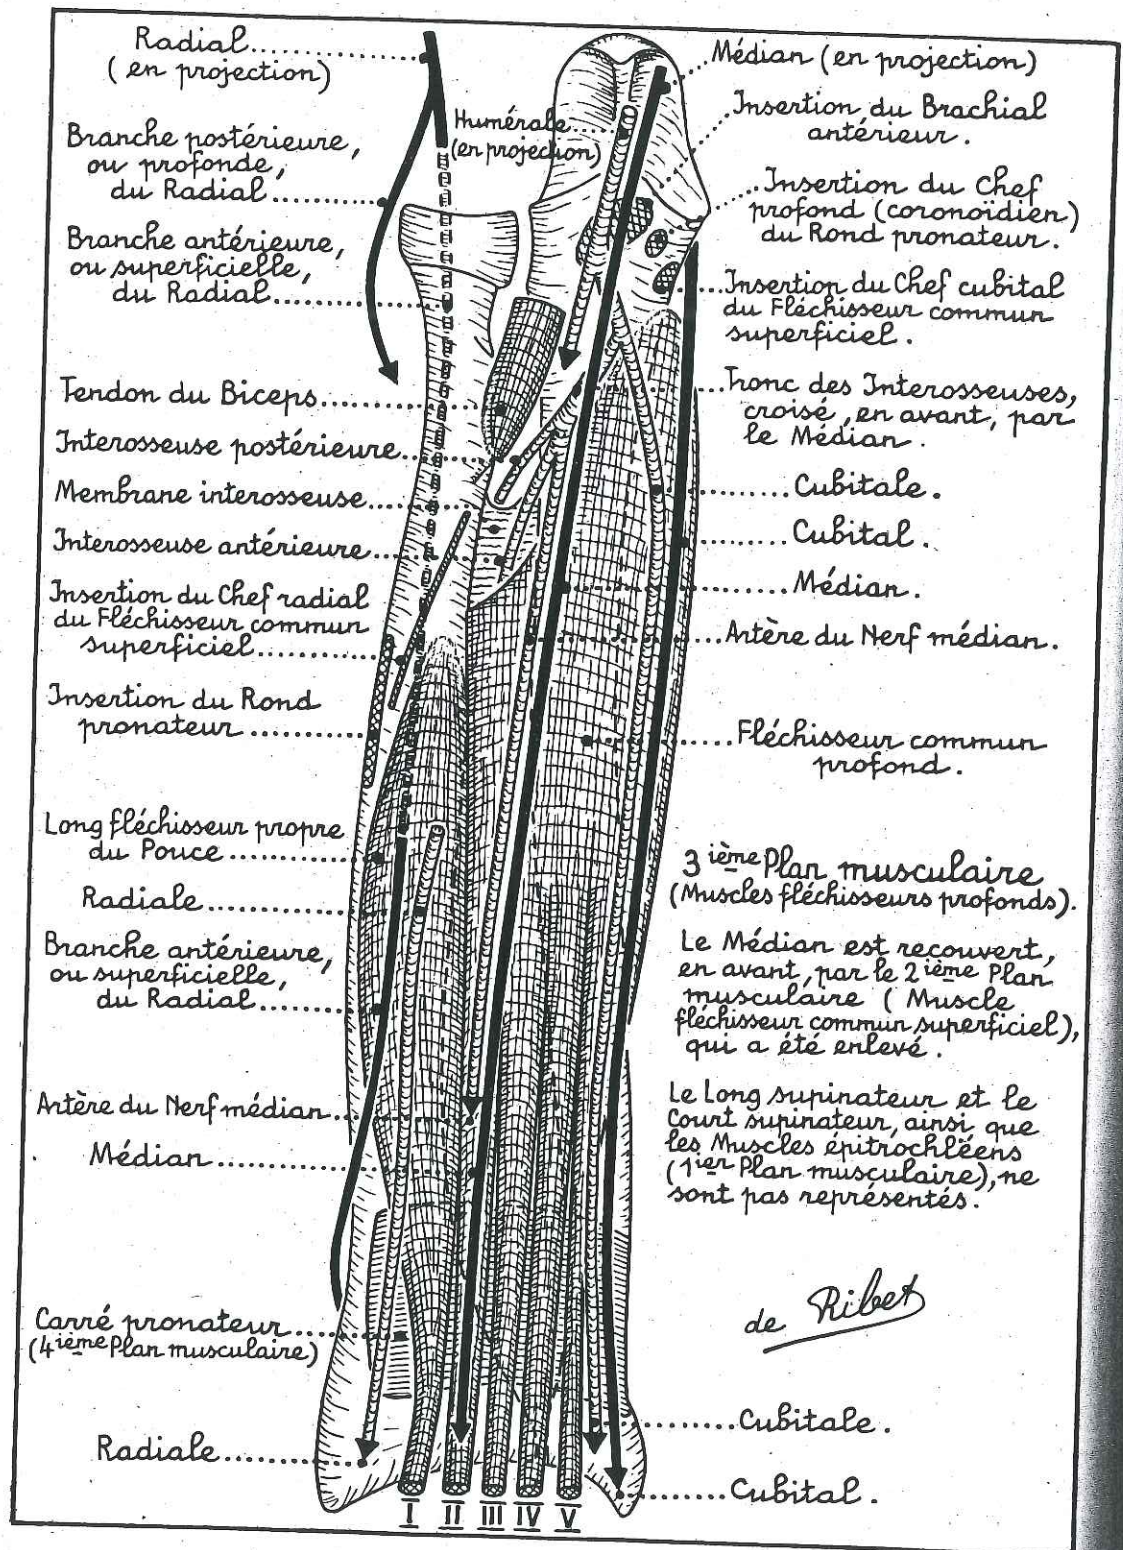 Radial
( en projection)
Branche postérieure,
ou profonde,
du Radial
Branche antérieure,
ou superficielle,
du Radial
Tendon du Biceps
Interosseuse postérieure
Membrane interosseuse
Interosseuse antérieure
Insertion du Chef radial
du Fléchisseur commun
superficiel
Insertion du Rond
pronateur
Long fléchisseur propre
du Pouce
Radiale
Branche antérieure,
ou superficielle,
du Radial
Artère du Nerf médian
Médian
Carré pronateur
(4ième Plan musculaire)
Radiale
Humérale
(en projection)
Médian (en projection)
Insertion du Brachial
antérieur.
Insertion du Chef
profond (coronoïdien)
du Rond pronateur.
Insertion du Chef cubital
du Fléchisseur commun
superficiel.
Tronc des Interosseuses,
croisé, en avant, par
le Médian.
Cubitale.
Cubital.
Médian.
Artère du Nerf médian.
Fléchisseur commun
profond.
3ième Plan musculaire
(Muscles fléchisseurs profonds).
Le Médian est recouvert,
en avant, par le 2ième Plan
musculaire ( Muscle
fléchisseur commun superficiel),
qui a été enlevé.
Le Long supinateur et le
Court supinateur, ainsi que
les Muscles épitrochléens
(1ier Plan musculaire), ne
sont pas représentés.
de Ribet
Cubitale.
Cubital.
I II III IV V